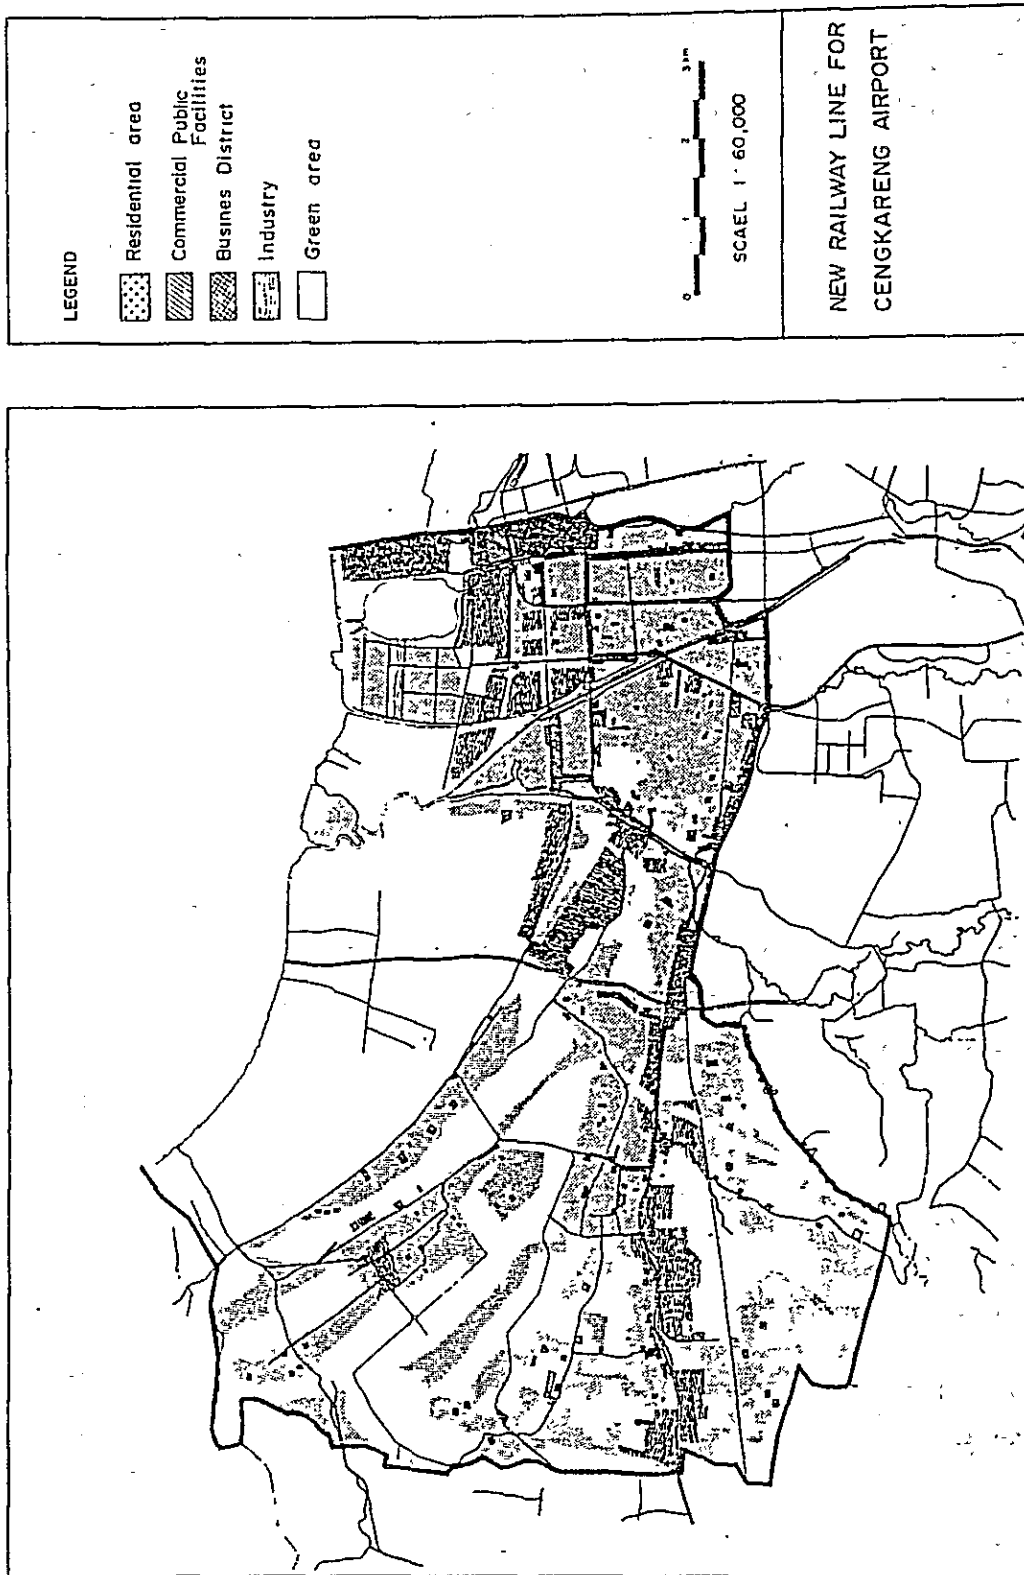 LEGEND
Residential area
Commercial Public
Facilities
Busines District
Industry
Green area
0 1 2 3 km
SCAEL 1:60,000
NEW RAILWAY LINE FOR
CENGKARENG AIRPORT